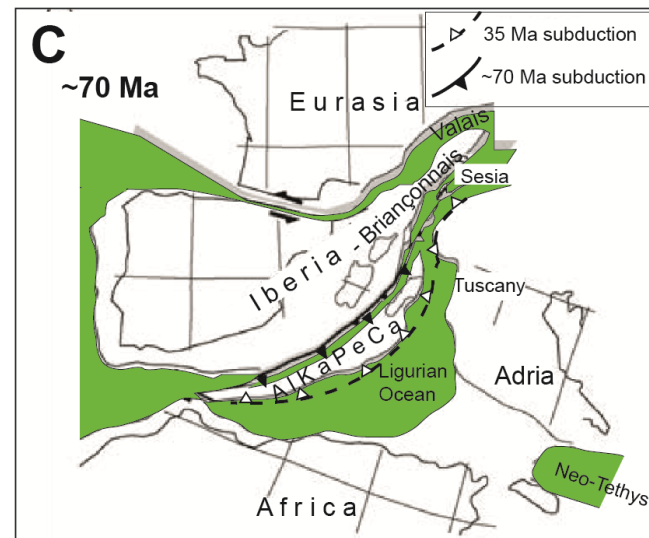 C
~70 Ma
35 Ma subduction
~70 Ma subduction
Eurasia
Valais
Sesia
Iberia - Briançonnais
Tuscany
AlKaPeCa
Ligurian
Ocean
Adria
Neo-Tethys
Africa